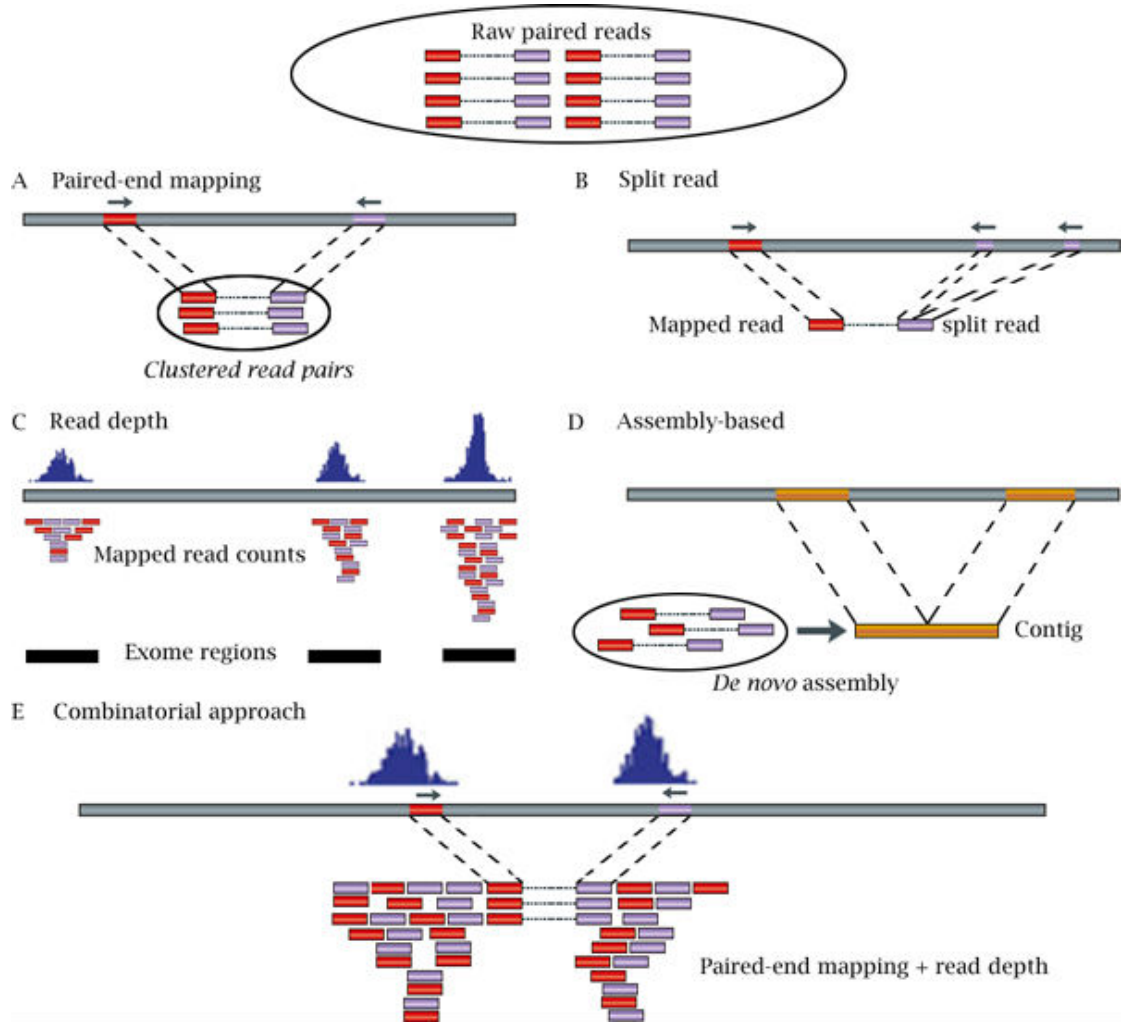 Raw paired reads
A Paired-end mapping
Clustered read pairs
B Split read
Mapped read
split read
C Read depth
Mapped read counts
Exome regions
D Assembly-based
Contig
De novo assembly
E Combinatorial approach
Paired-end mapping + read depth